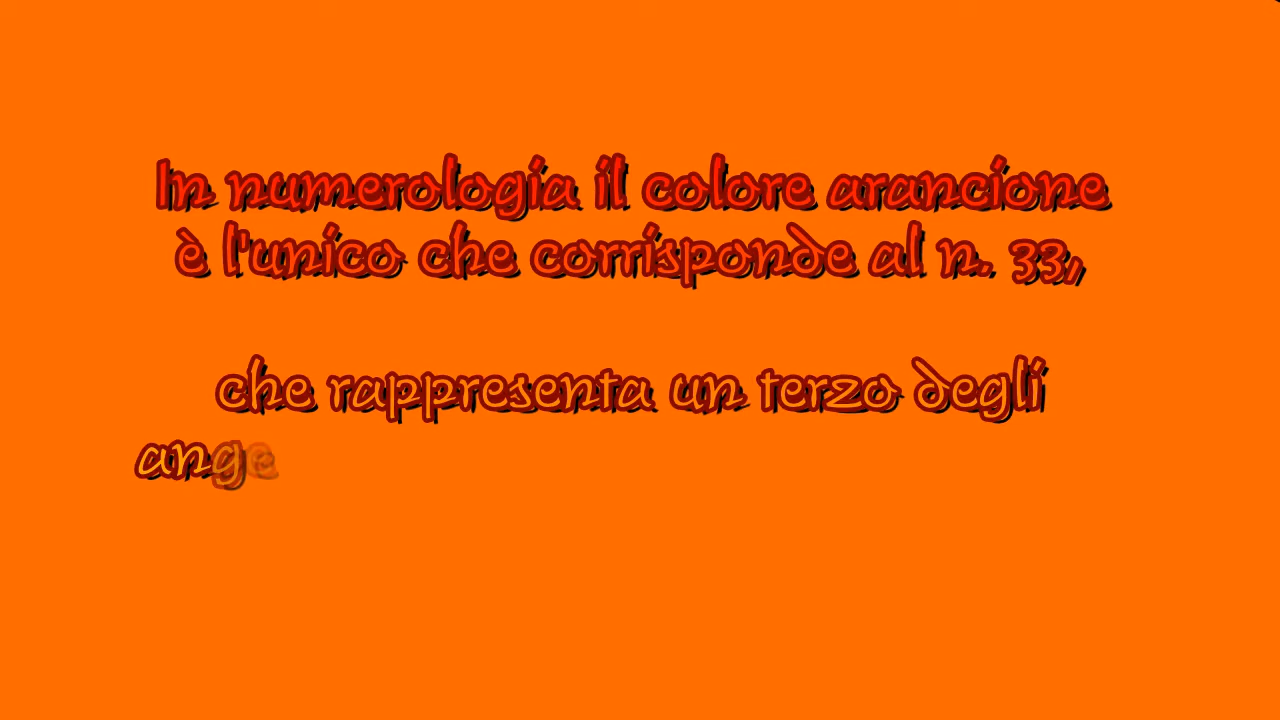 In numerologia il colore arancione
è l'unico che corrisponde al n. 33,
che rappresenta un terzo degli
ange